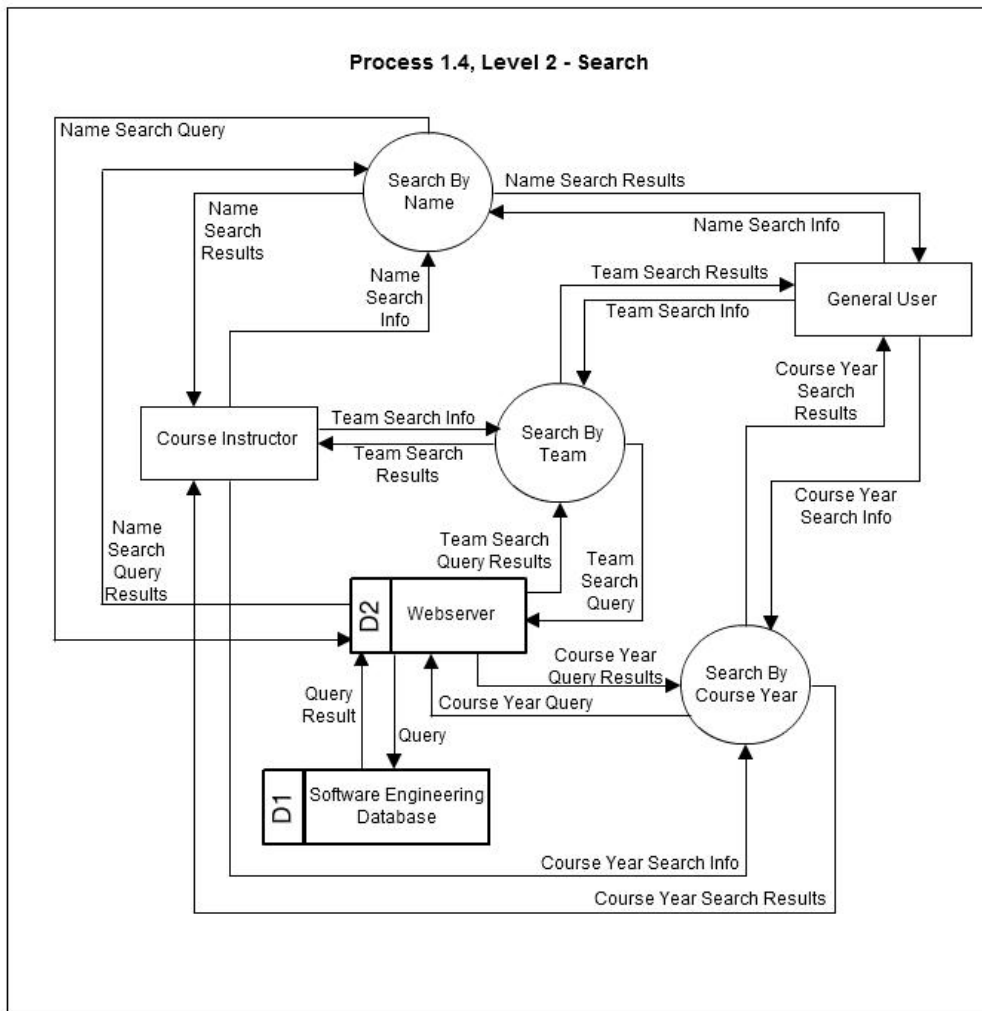 Process 1.4, Level 2 - Search
Name Search Query
Search By
Name
Name Search Results
Name Search Info
Name
Search
Results
Name
Search
Info
Team Search Results
Team Search Info
General User
Course Year
Search
Results
Team Search Info
Team Search
Results
Course Instructor
Search By
Team
Course Year
Search Info
Name
Search
Query
Results
Team Search
Query Results
Team
Search
Query
D2
Webserver
Course Year
Query Results
Course Year Query
Search By
Course Year
Query
Result
Query
D1
Software Engineering
Database
Course Year Search Info
Course Year Search Results